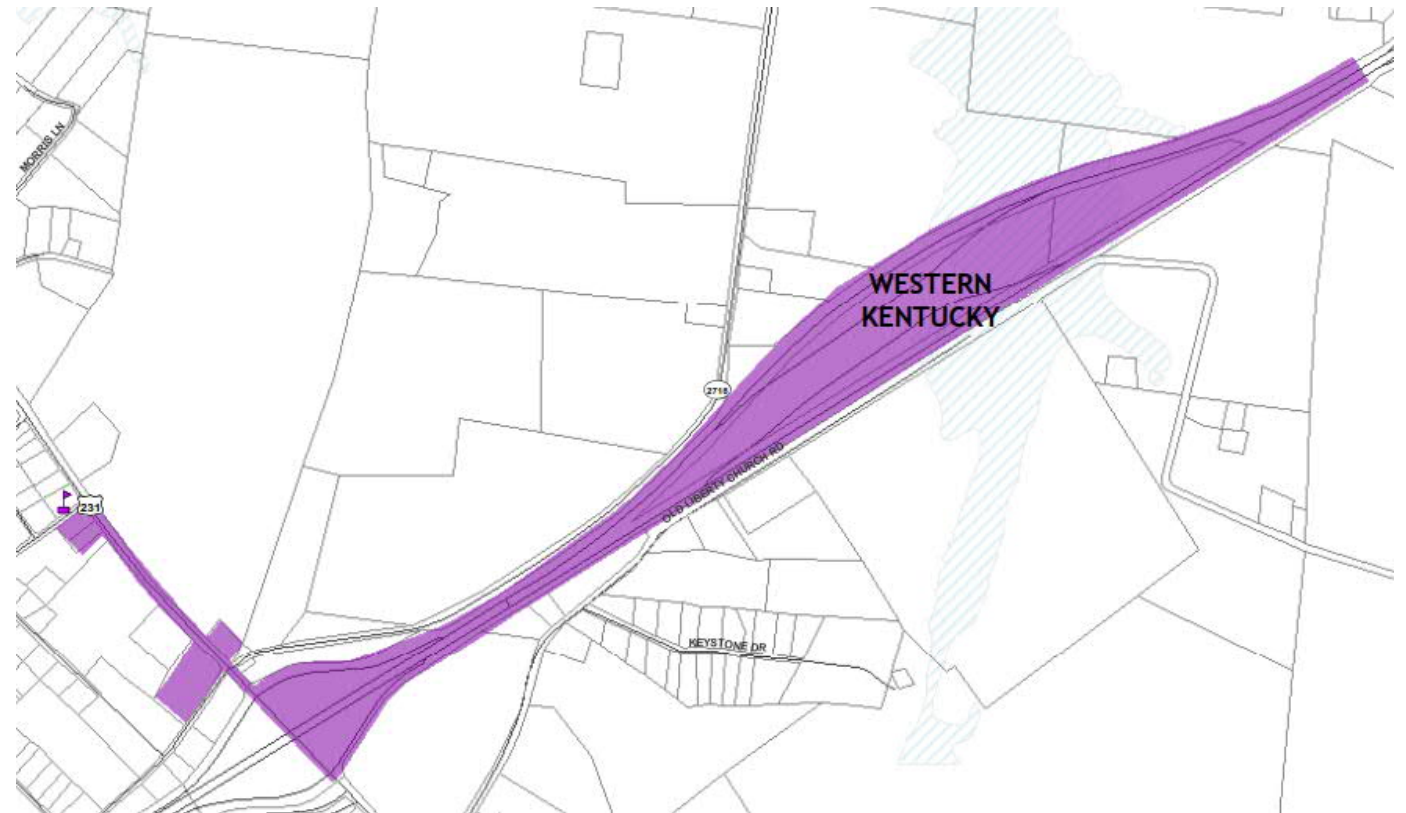 MORRIS LN
WESTERN
KENTUCKY
2718
OLD LIBERTY CHURCH RD
231
KEYSTONE DR